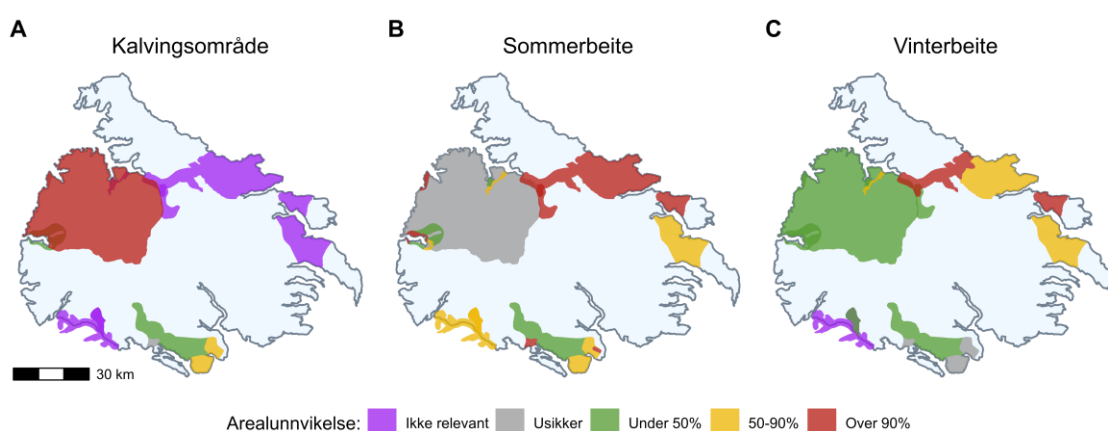 A
Kalvingsområde
B
Sommerbeite
C
Vinterbeite
30 km
Arealunnvikelse: Ikke relevant Usikker Under 50% 50-90% Over 90%